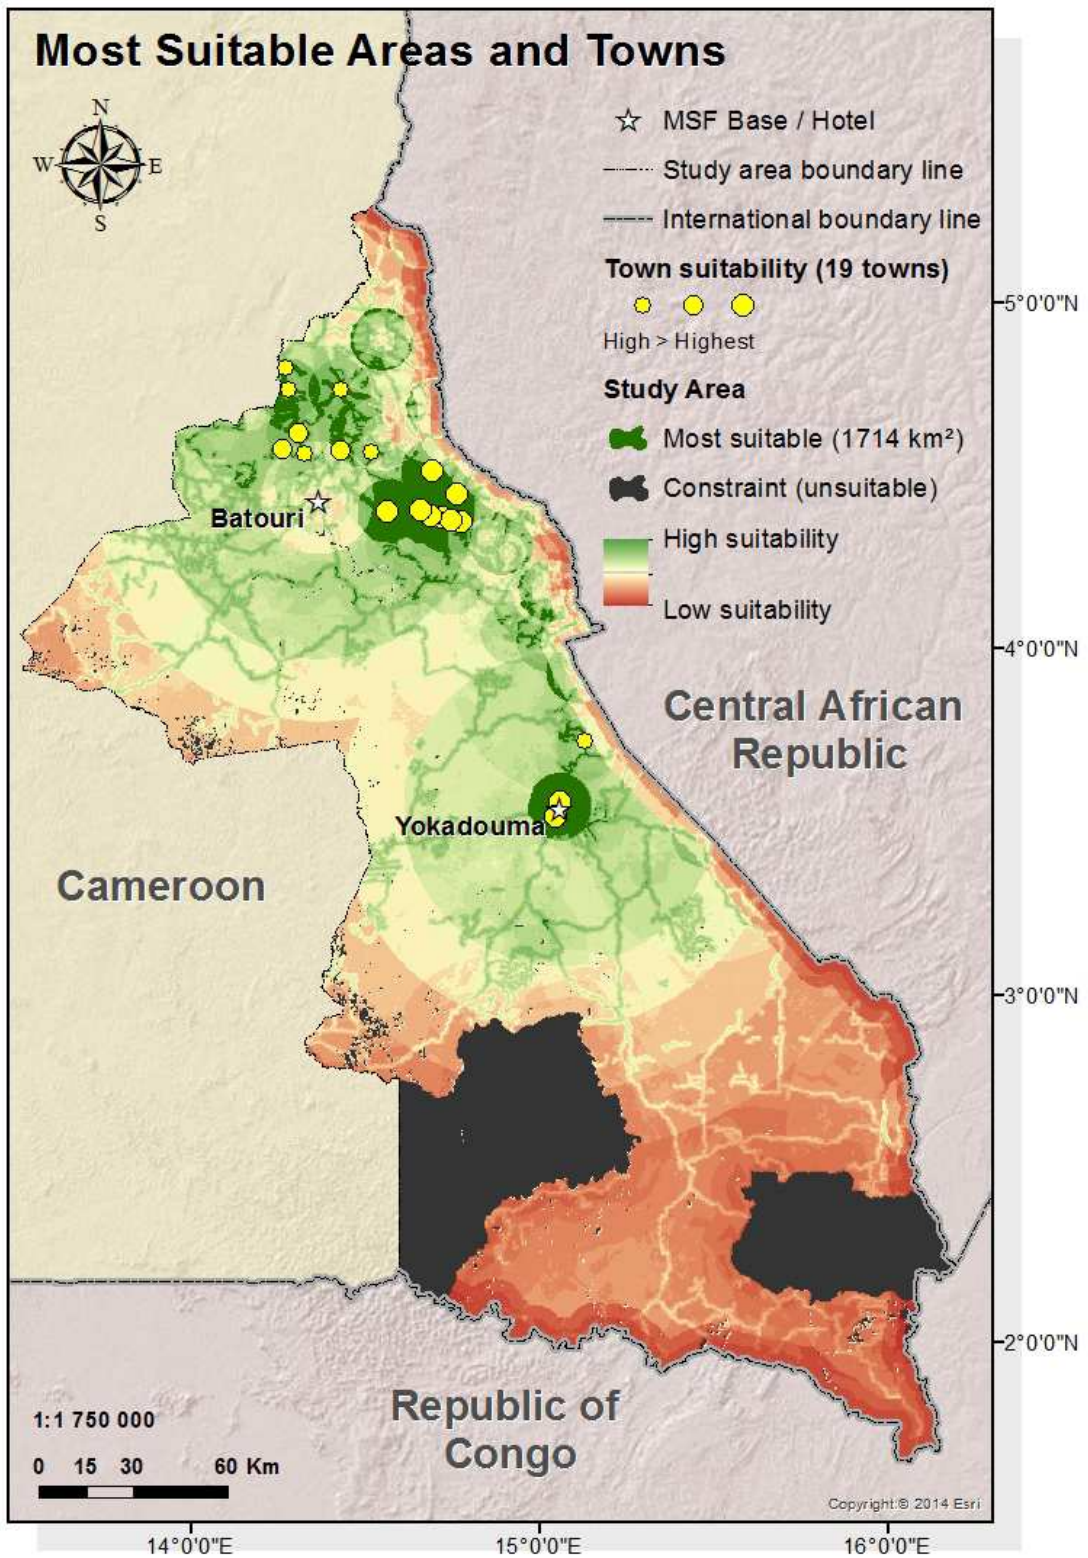 Most Suitable Areas and Towns
N
W
E
S
MSF Base / Hotel
Study area boundary line
International boundary line
Town suitability (19 towns)
High > Highest
Study Area
Most suitable (1714 km²)
Constraint (unsuitable)
High suitability
Low suitability
5°0'0"N
Batouri
4°0'0"N
Central African
Republic
Yokadouma
Cameroon
3°0'0"N
2°0'0"N
Republic of
Congo
1:1 750 000
0 15 30 60 Km
Copyright:© 2014 Esri
14°0'0"E
15°0'0"E
16°0'0"E